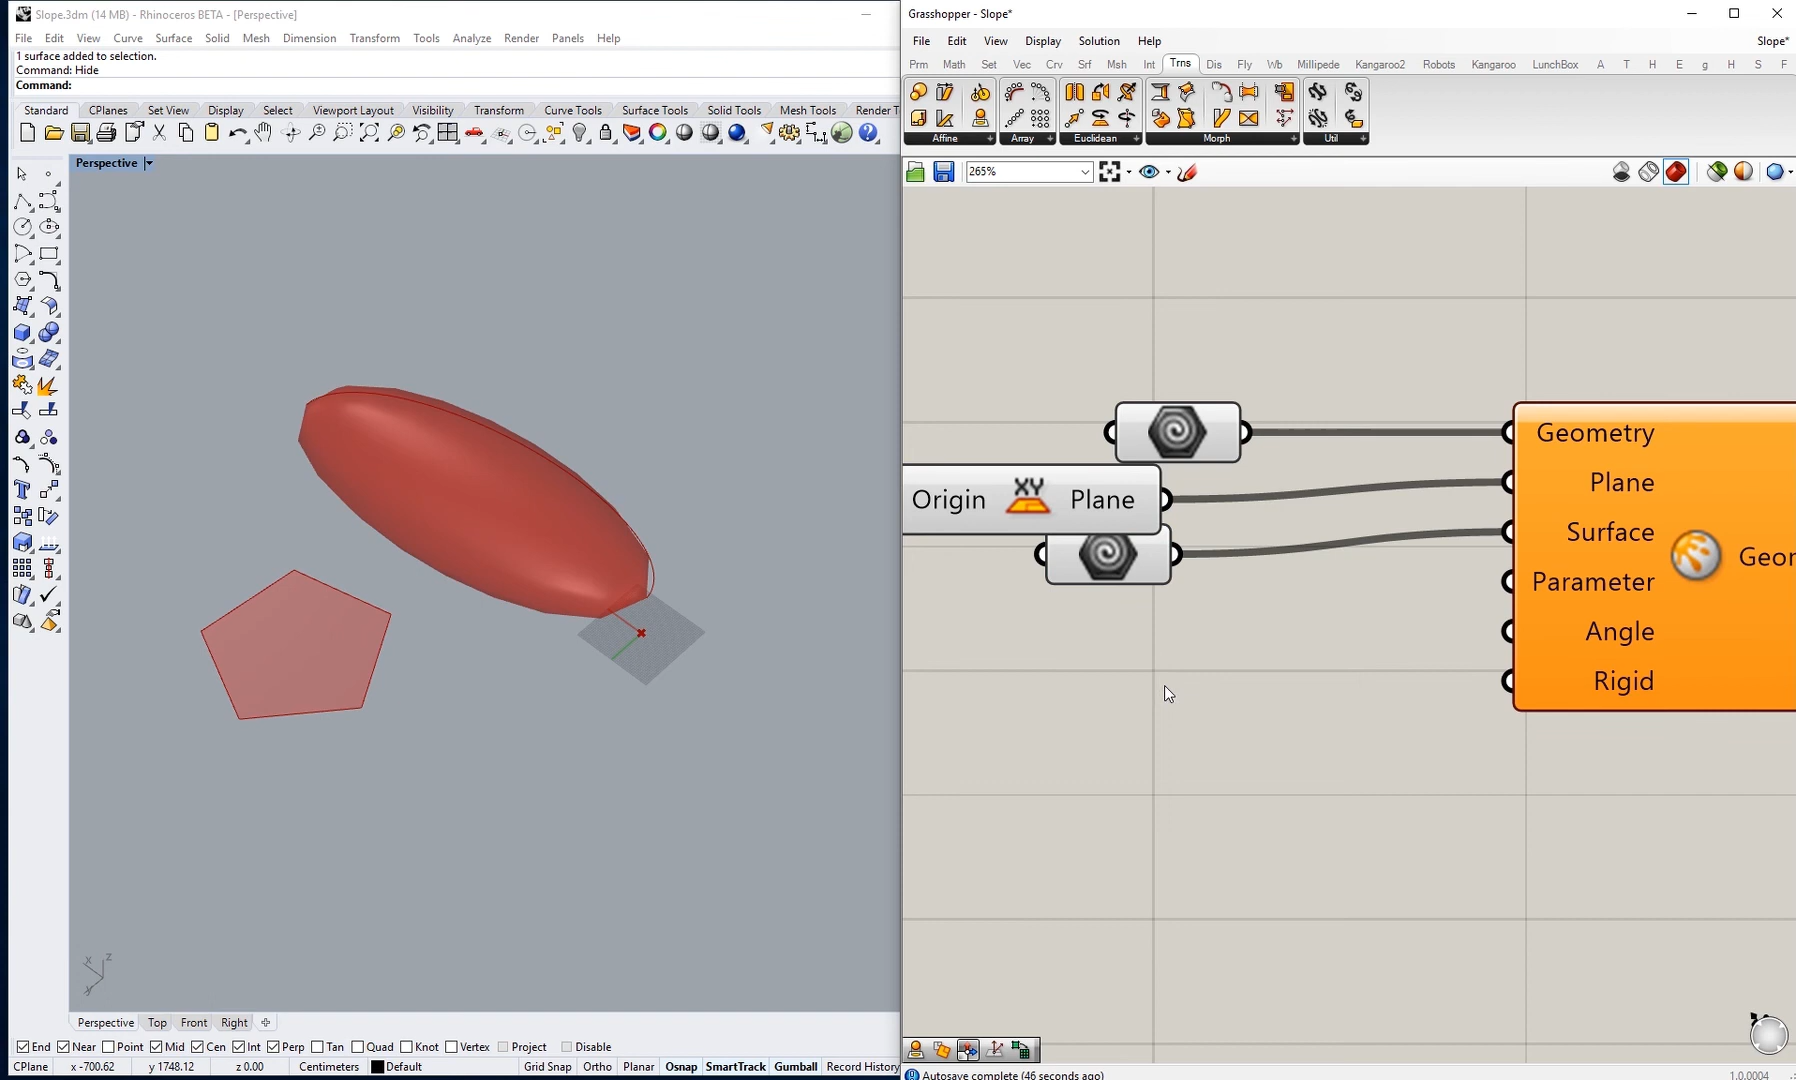 Slope.3dm (14 MB) - Rhinoceros BETA - [Perspective]
File Edit View Curve Surface Solid Mesh Dimension Transform Tools Analyze Render Panels Help
1 surface added to selection.
Command: Hide
Command:
Standard CPlanes Set View Display Select Viewport Layout Visibility Transform Curve Tools Surface Tools Solid Tools Mesh Tools Render T
Perspective
x z
y
Perspective Top Front Right
End Near Point Mid Cen Int Perp Tan Quad Knot Vertex Project Disable
CPlane x -700.62 y 1748.12 z 0.00 Centimeters Default Grid Snap Ortho Planar Osnap SmartTrack Gumball Record History
Grasshopper - Slope*
File Edit View Display Solution Help Slope*
Prm Math Set Vec Crv Srf Msh Int Trns Dis Fly Wb Millipede Kangaroo2 Robots Kangaroo LunchBox A T H E g H S F
Affine Array Euclidean Morph Util
265%
Geometry
Origin XY Plane
Plane
Surface
Parameter
Angle
Rigid
Geor
Autosave complete (46 seconds ago) 1.0.0004